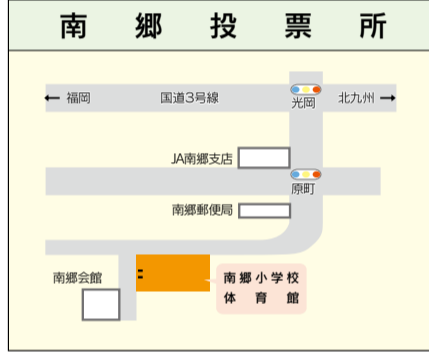 南郷投票所
← 福岡 国道3号線 光岡 北九州 →
JA南郷支店
原町
南郷郵便局
南郷会館
南郷小学校
体育館